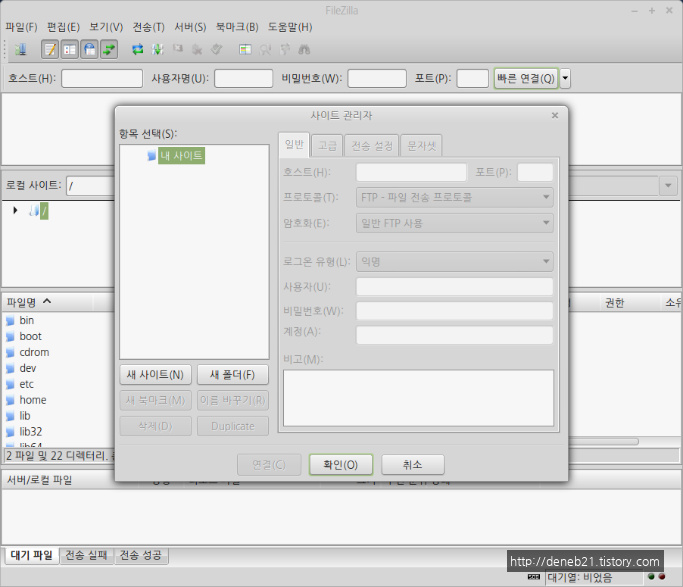 FileZilla
파일(F) 편집(E) 보기(V) 전송(T) 서버(S) 북마크(B) 도움말(H)
호스트(H): 사용자명(U): 비밀번호(W): 포트(P): 빠른 연결(Q)
사이트 관리자
항목 선택(S):
내 사이트
일반 고급 전송 설정 문자셋
호스트(H): 포트(P):
프로토콜(T): FTP - 파일 전송 프로토콜
암호화(E): 일반 FTP 사용
로그온 유형(L): 익명
사용자(U):
비밀번호(W):
계정(A):
비고(M):
새 사이트(N) 새 폴더(F)
새 북마크(M) 이름 바꾸기(R)
삭제(D) Duplicate
연결(C) 확인(O) 취소
로컬 사이트: /
/
파일명 권한 소유
bin
boot
cdrom
dev
etc
home
lib
lib32
lib64
2 파일 및 22 디렉터리.
서버/로컬 파일
대기 파일 전송 실패 전송 성공
http://deneb21.tistory.com
대기열: 비었음